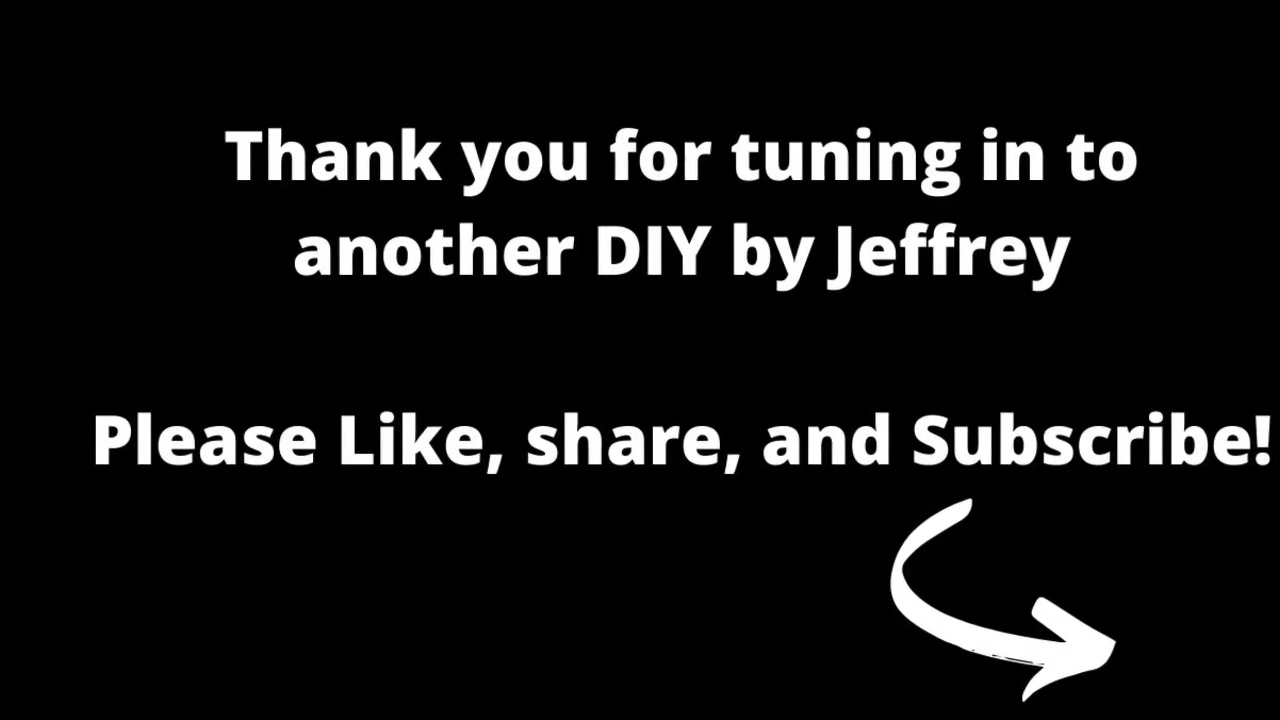 Thank you for tuning in to
another DIY by Jeffrey
Please Like, share, and Subscribe!